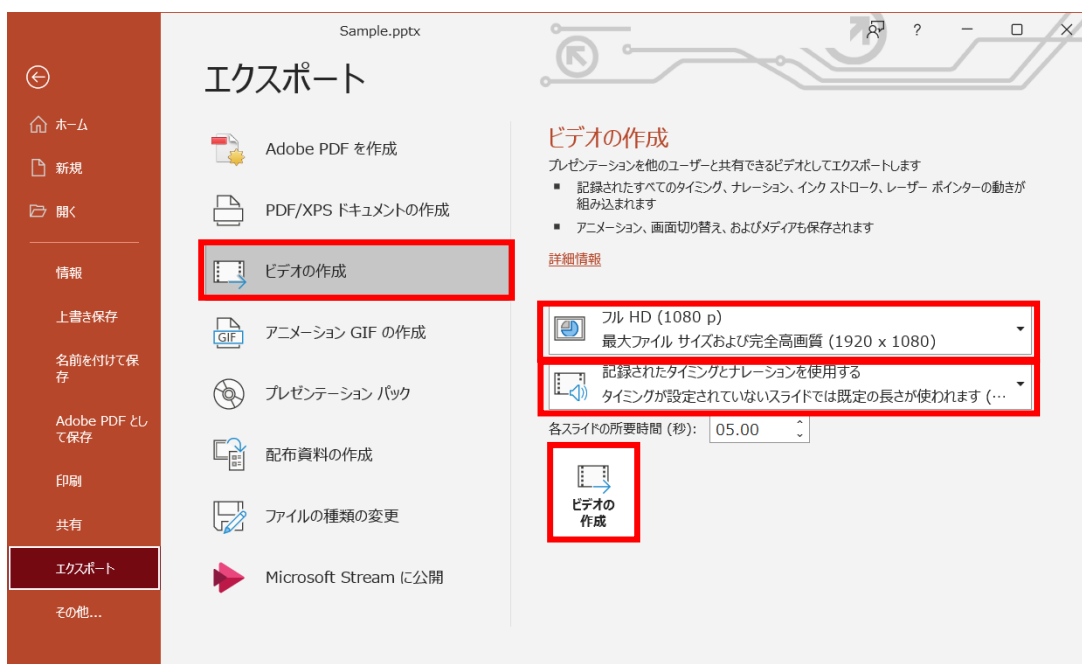 Sample.pptx
?
エクスポート
ホーム
新規
開く
情報
上書き保存
名前を付けて保
存
Adobe PDF とし
て保存
印刷
共有
エクスポート
その他...
Adobe PDF を作成
PDF/XPS ドキュメントの作成
ビデオの作成
GIF
アニメーション GIF の作成
プレゼンテーション パック
配布資料の作成
ファイルの種類の変更
Microsoft Stream に公開
ビデオの作成
プレゼンテーションを他のユーザーと共有できるビデオとしてエクスポートします
■ 記録されたすべてのタイミング、ナレーション、インク ストローク、レーザー ポインターの動きが
組み込まれます
■ アニメーション、画面切り替え、およびメディアも保存されます
詳細情報
フル HD (1080 p)
最大ファイル サイズおよび完全高画質 (1920 x 1080)
記録されたタイミングとナレーションを使用する
タイミングが設定されていないスライドでは既定の長さが使われます (…
各スライドの所要時間 (秒): 05.00
ビデオの
作成